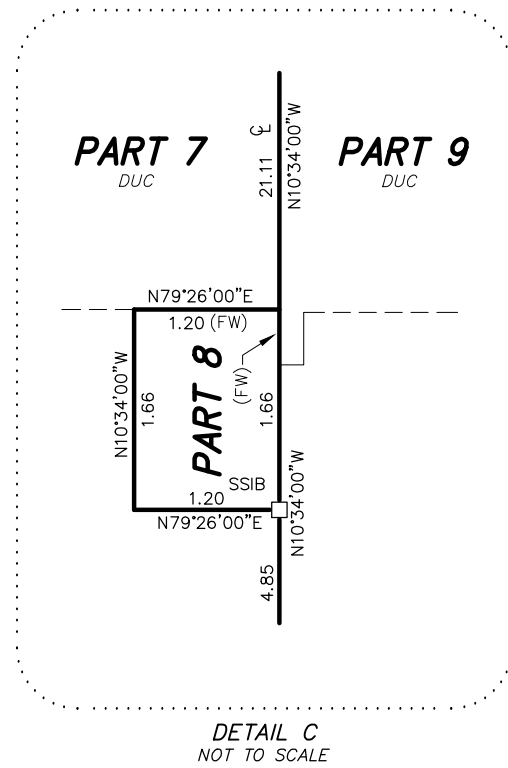 PART 7
DUC
℄
21.11
N10°34'00"W
PART 9
DUC
N79°26'00"E
1.20 (FW)
N10°34'00"W
1.66
PART 8
(FW)
1.66
SSIB
1.20
N79°26'00"E
N10°34'00"W
4.85
DETAIL C
NOT TO SCALE